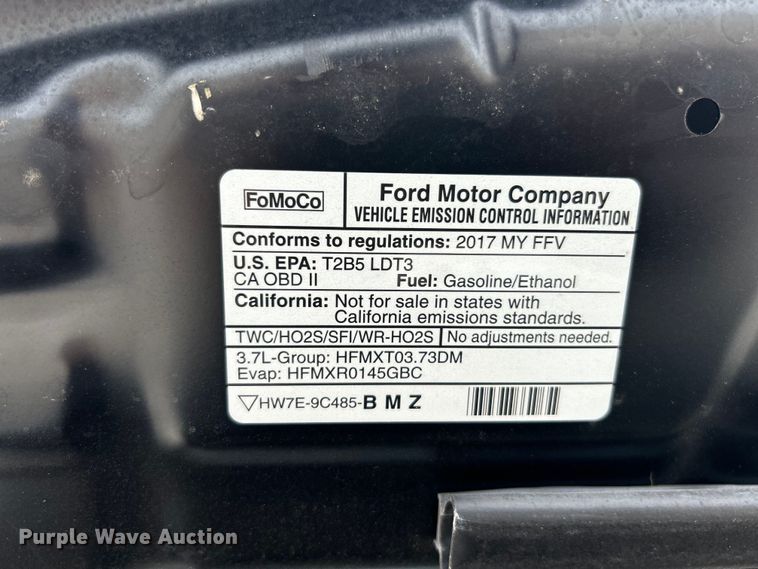 FoMoCo
Ford Motor Company
VEHICLE EMISSION CONTROL INFORMATION
Conforms to regulations: 2017 MY FFV
U.S. EPA: T2B5 LDT3
CA OBD II Fuel: Gasoline/Ethanol
California: Not for sale in states with
California emissions standards.
TWC/HO2S/SFI/WR-HO2S No adjustments needed.
3.7L-Group: HFMXT03.73DM
Evap: HFMXR0145GBC
HW7E-9C485-B M Z
Purple Wave Auction